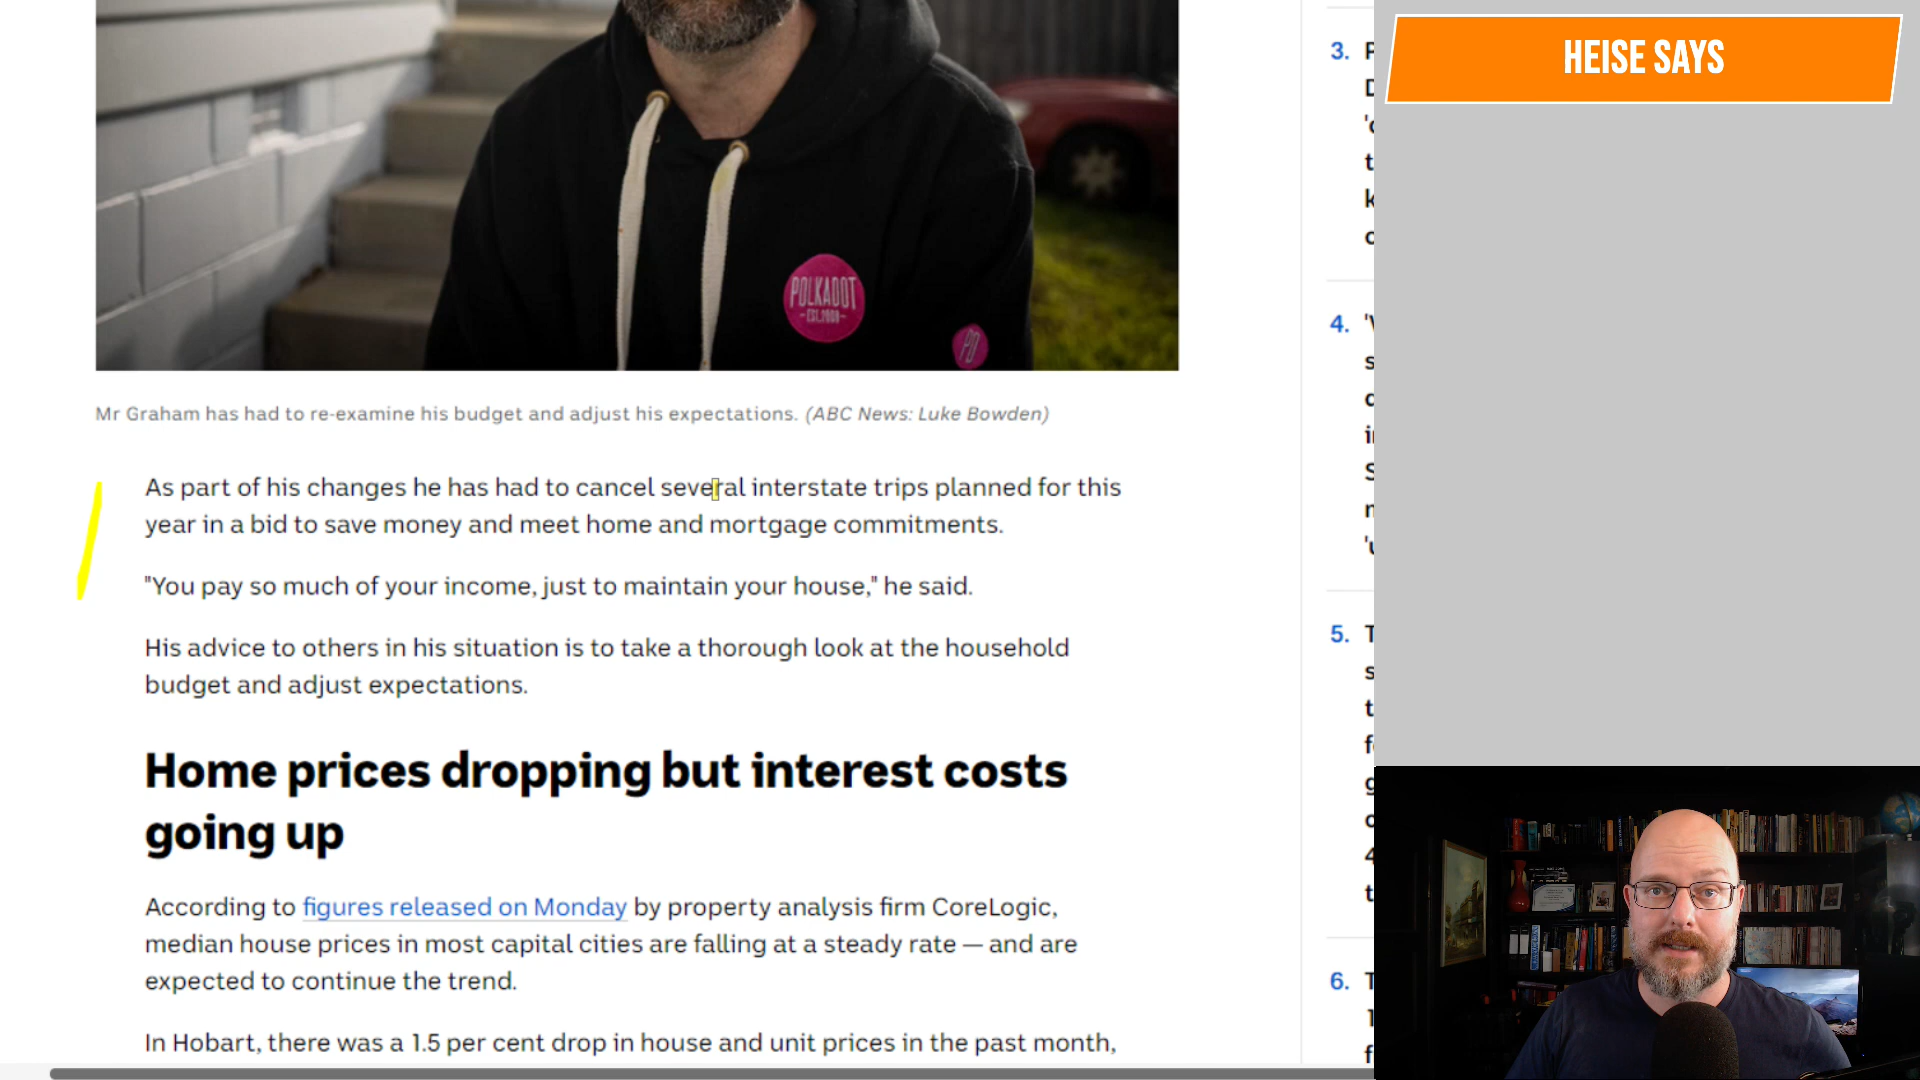 HEISE SAYS
POLKADOT
-EST.2008-
PD
Mr Graham has had to re-examine his budget and adjust his expectations. (ABC News: Luke Bowden)
As part of his changes he has had to cancel several interstate trips planned for this
year in a bid to save money and meet home and mortgage commitments.
"You pay so much of your income, just to maintain your house," he said.
His advice to others in his situation is to take a thorough look at the household
budget and adjust expectations.
Home prices dropping but interest costs
going up
According to figures released on Monday by property analysis firm CoreLogic,
median house prices in most capital cities are falling at a steady rate — and are
expected to continue the trend.
In Hobart, there was a 1.5 per cent drop in house and unit prices in the past month,
3.
4.
5.
6.